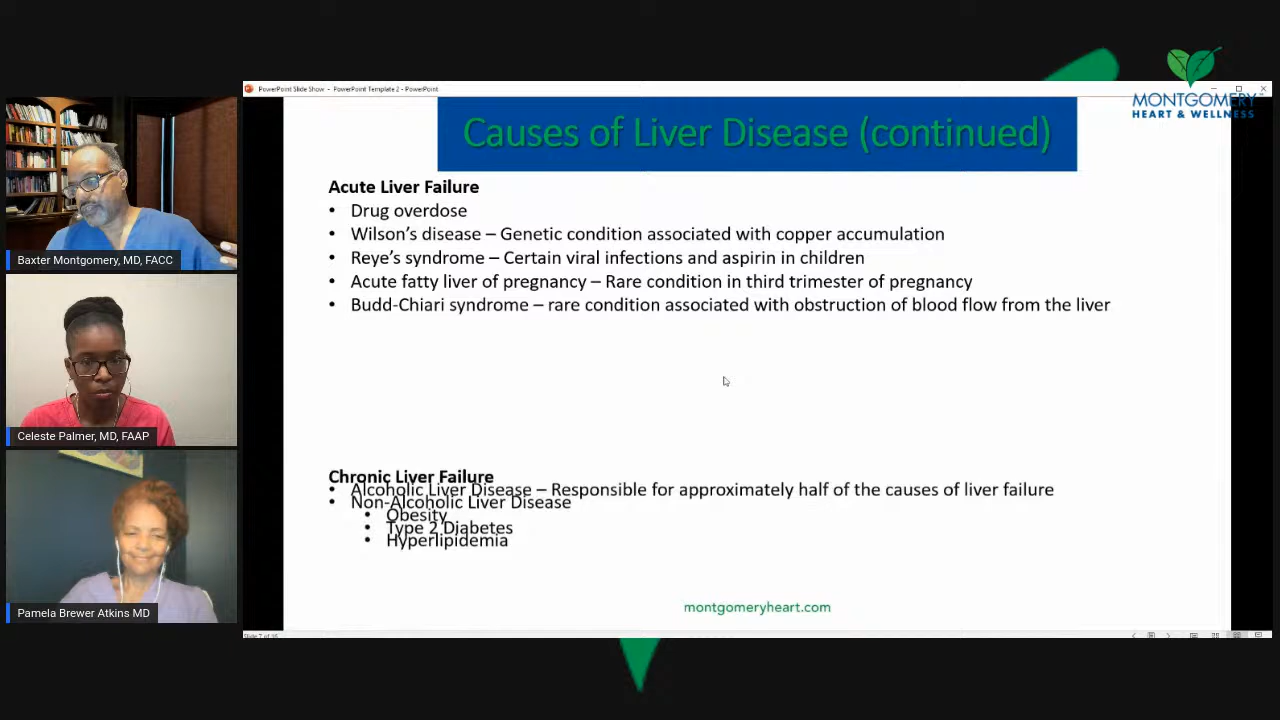 PowerPoint Slide Show - PowerPoint Template 2 - PowerPoint
MONTGOMERY
HEART & WELLNESS
Causes of Liver Disease (continued)
Acute Liver Failure
• Drug overdose
• Wilson's disease – Genetic condition associated with copper accumulation
• Reye's syndrome – Certain viral infections and aspirin in children
• Acute fatty liver of pregnancy – Rare condition in third trimester of pregnancy
• Budd-Chiari syndrome – rare condition associated with obstruction of blood flow from the liver
Chronic Liver Failure
• Alcoholic Liver Disease – Responsible for approximately half of the causes of liver failure
• Non-Alcoholic Liver Disease
• Obesity
• Type 2 Diabetes
• Hyperlipidemia
montgomeryheart.com
Baxter Montgomery, MD, FACC
Celeste Palmer, MD, FAAP
Pamela Brewer Atkins MD